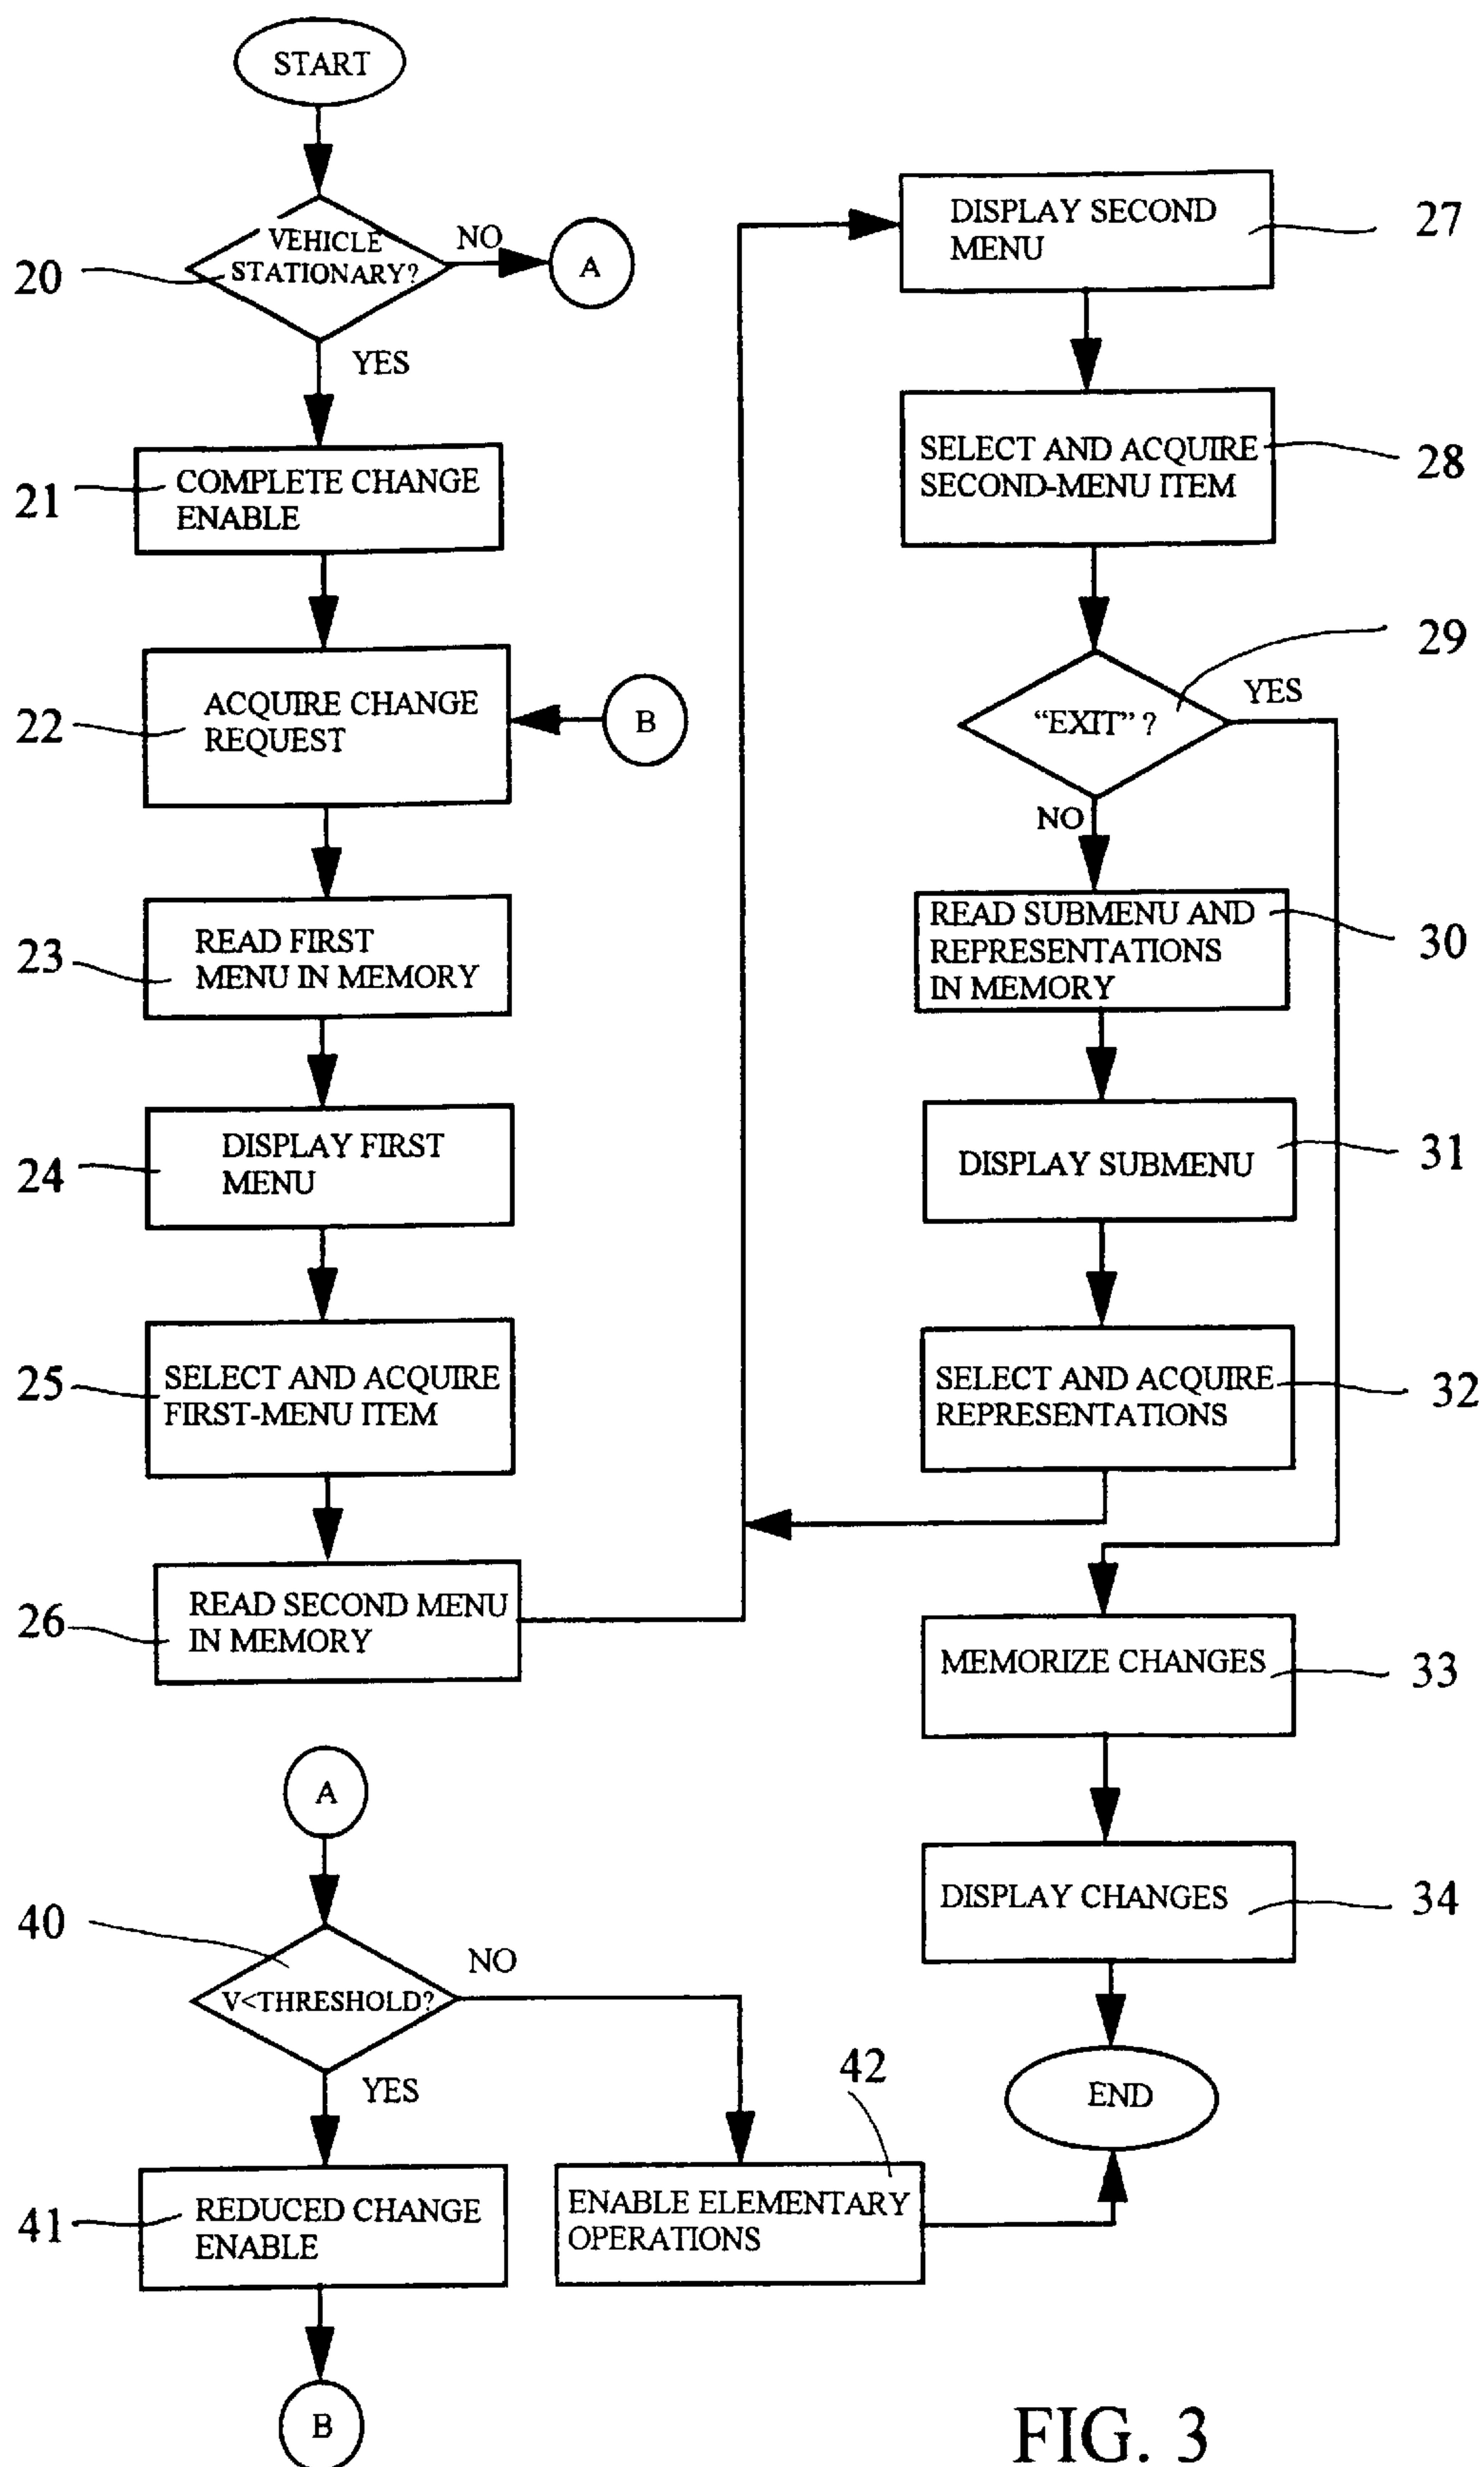 START
VEHICLE
STATIONARY?
20
NO
A
YES
COMPLETE CHANGE
ENABLE
21
ACQUIRE CHANGE
REQUEST
22
B
READ FIRST
MENU IN MEMORY
23
DISPLAY FIRST
MENU
24
SELECT AND ACQUIRE
FIRST-MENU ITEM
25
READ SECOND MENU
IN MEMORY
26
DISPLAY SECOND
MENU
27
SELECT AND ACQUIRE
SECOND-MENU ITEM
28
29
"EXIT" ?
YES
NO
READ SUBMENU AND
REPRESENTATIONS
IN MEMORY
30
DISPLAY SUBMENU
31
SELECT AND ACQUIRE
REPRESENTATIONS
32
MEMORIZE CHANGES
33
DISPLAY CHANGES
34
END
A
40
V<THRESHOLD?
NO
YES
REDUCED CHANGE
ENABLE
41
42
ENABLE ELEMENTARY
OPERATIONS
B
FIG. 3